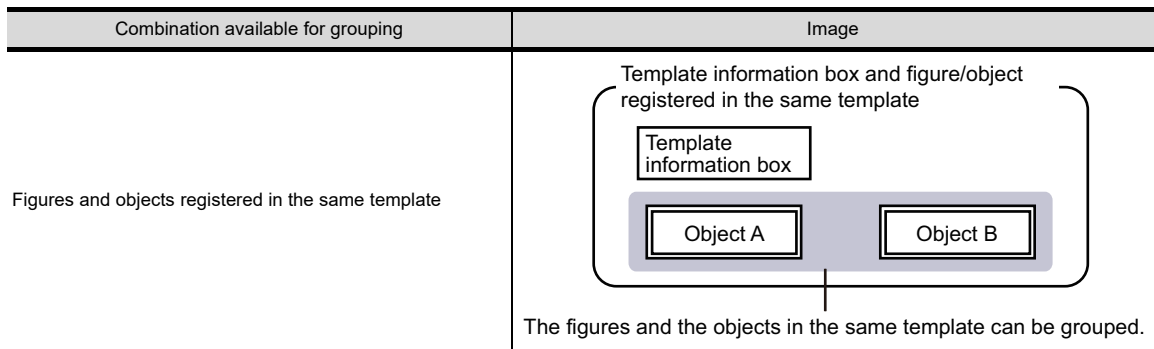 Combination available for grouping
Image
Figures and objects registered in the same template
Template information box and figure/object
registered in the same template
Template
information box
Object A
Object B
The figures and the objects in the same template can be grouped.